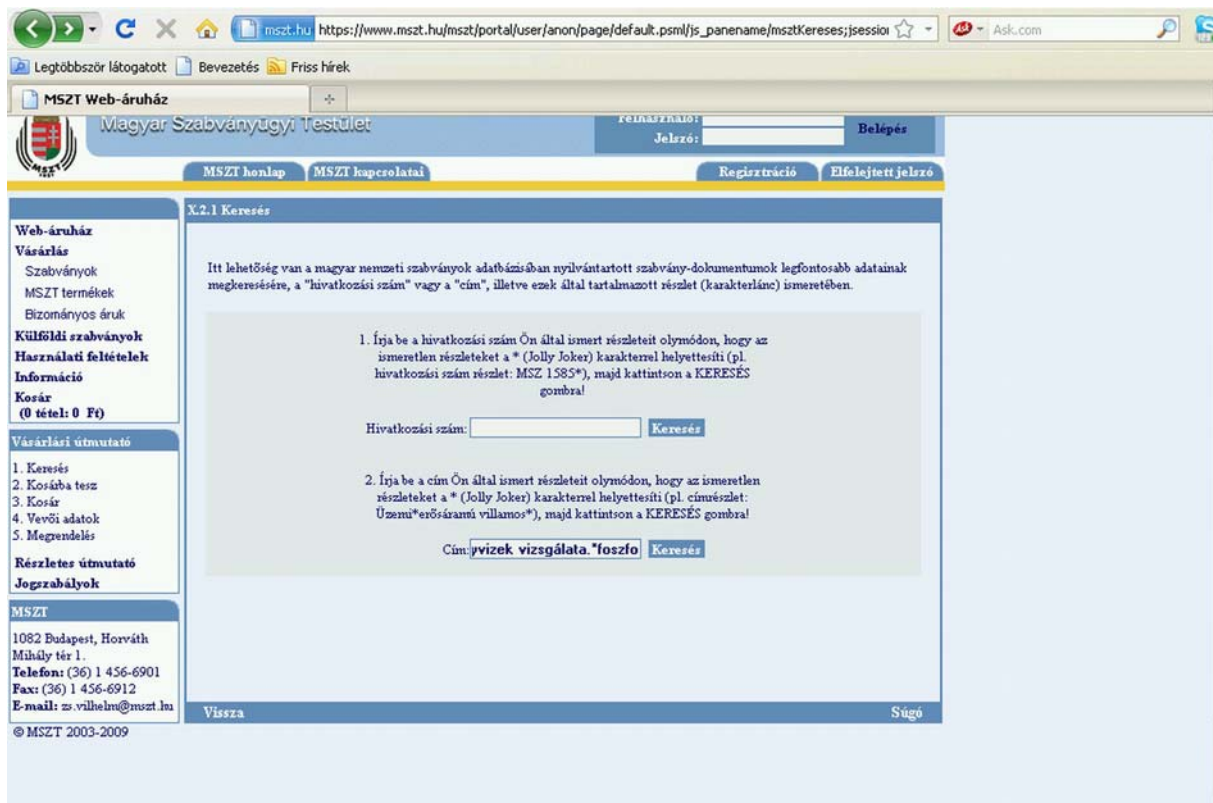 mszt.hu https://www.mszt.hu/mszt/portal/user/anon/page/default.psml/js_panename/msztKereses;jsession
Ask.com
Legtöbbször látogatott Bevezetés Friss hírek
MSZT Web-áruház
Magyar Szabványügyi Testület
Felhasználó:
Jelszó:
Belépés
MSZT
MSZT honlap MSZT kapcsolatai Regisztráció Elfelejtett jelszó
Web-áruház
Vásárlás
Szabványok
MSZT termékek
Bizományos áruk
Külföldi szabványok
Használati feltételek
Információ
Kosár
(0 tétel: 0 Ft)
Vásárlási útmutató
1. Keresés
2. Kosárba tesz
3. Kosár
4. Vevői adatok
5. Megrendelés
Részletes útmutató
Jogszabályok
MSZT
1082 Budapest, Horváth
Mihály tér 1.
Telefon: (36) 1 456-6901
Fax: (36) 1 456-6912
E-mail: zs.vilhelm@mszt.hu
© MSZT 2003-2009
X.2.1 Keresés
Itt lehetőség van a magyar nemzeti szabványok adatbázisában nyilvántartott szabvány-dokumentumok legfontosabb adatainak
megkeresésére, a "hivatkozási szám" vagy a "cím", illetve ezek által tartalmazott részlet (karakterlánc) ismeretében.
1. Írja be a hivatkozási szám Ön által ismert részleteit olymódon, hogy az
ismeretlen részleteket a * (Jolly Joker) karakterrel helyettesíti (pl.
hivatkozási szám részlet: MSZ 1585*), majd kattintson a KERESÉS
gombra!
Hivatkozási szám: Keresés
2. Írja be a cím Ön által ismert részleteit olymódon, hogy az ismeretlen
részleteket a * (Jolly Joker) karakterrel helyettesíti (pl. címrészlet:
Üzemi*erősáramú villamos*), majd kattintson a KERESÉS gombra!
Cím: yvizek vizsgálata.*foszfo Keresés
Vissza Súgó